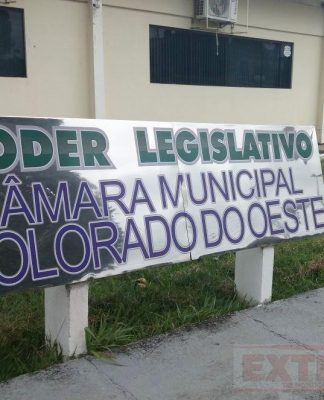 ODER LEGISLATIVO
ÂMARA MUNICIPAL
OLORADO DO OESTE
EXT